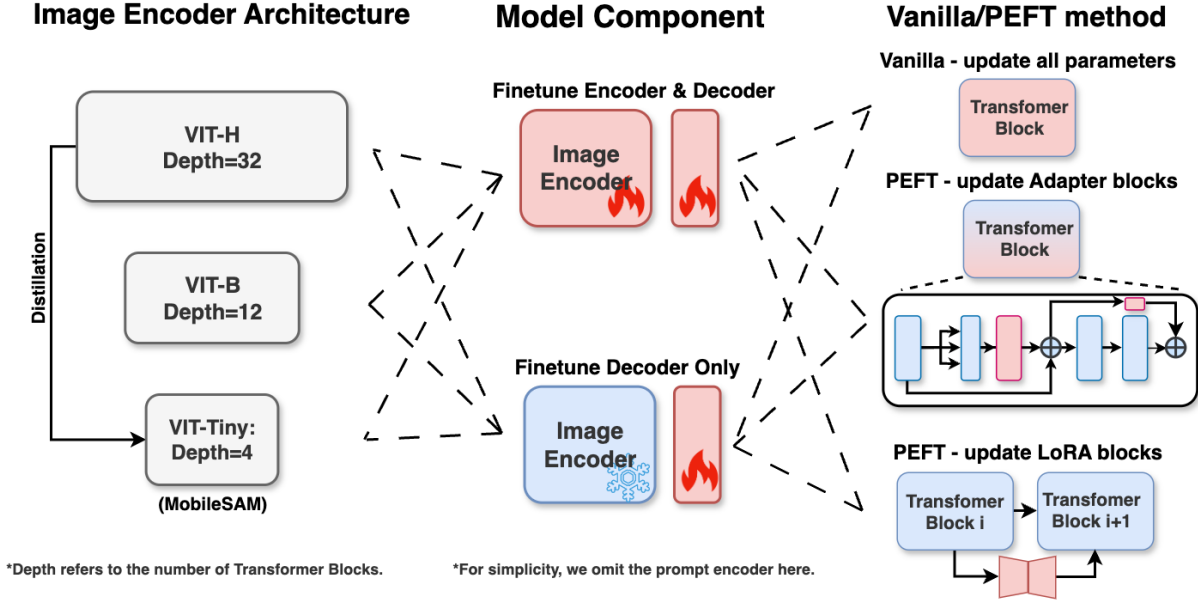 Image Encoder Architecture
Model Component
Vanilla/PEFT method
VIT-H
Depth=32
Distillation
VIT-B
Depth=12
VIT-Tiny:
Depth=4
(MobileSAM)
*Depth refers to the number of Transformer Blocks.
Finetune Encoder & Decoder
Image
Encoder
Finetune Decoder Only
Image
Encoder
*For simplicity, we omit the prompt encoder here.
Vanilla - update all parameters
Transfomer
Block
PEFT - update Adapter blocks
Transfomer
Block
PEFT - update LoRA blocks
Transfomer
Block i
Transfomer
Block i+1